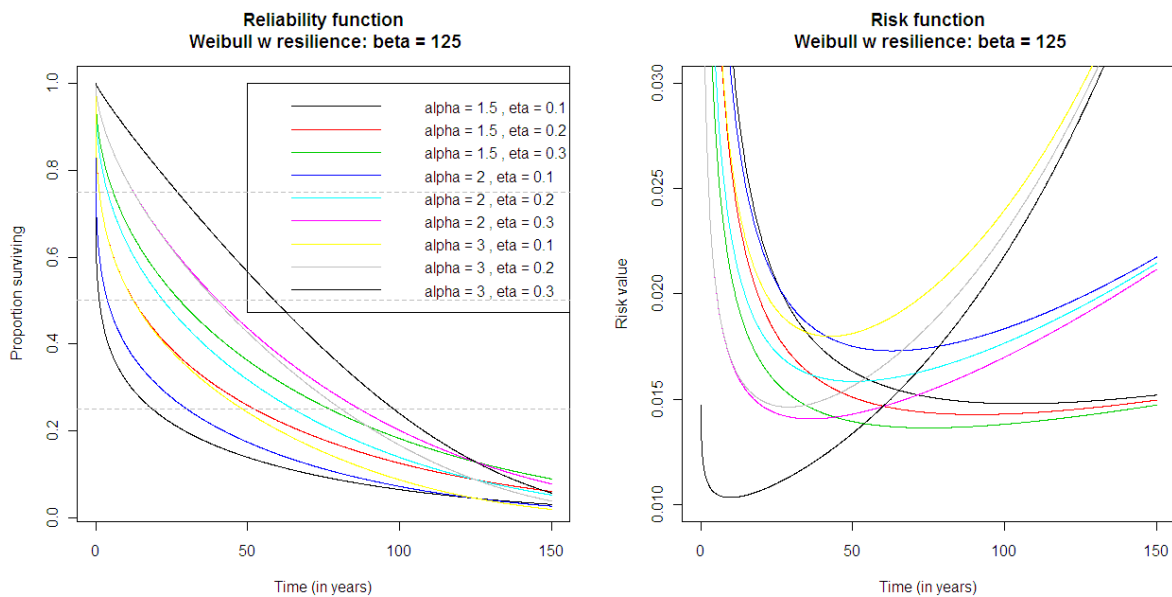 Reliability function
Weibull w resilience: beta = 125
Proportion surviving
1.0
0.8
0.6
0.4
0.2
0.0
alpha = 1.5 , eta = 0.1
alpha = 1.5 , eta = 0.2
alpha = 1.5 , eta = 0.3
alpha = 2 , eta = 0.1
alpha = 2 , eta = 0.2
alpha = 2 , eta = 0.3
alpha = 3 , eta = 0.1
alpha = 3 , eta = 0.2
alpha = 3 , eta = 0.3
0 50 100 150
Time (in years)
Risk function
Weibull w resilience: beta = 125
Risk value
0.030
0.025
0.020
0.015
0.010
0 50 100 150
Time (in years)